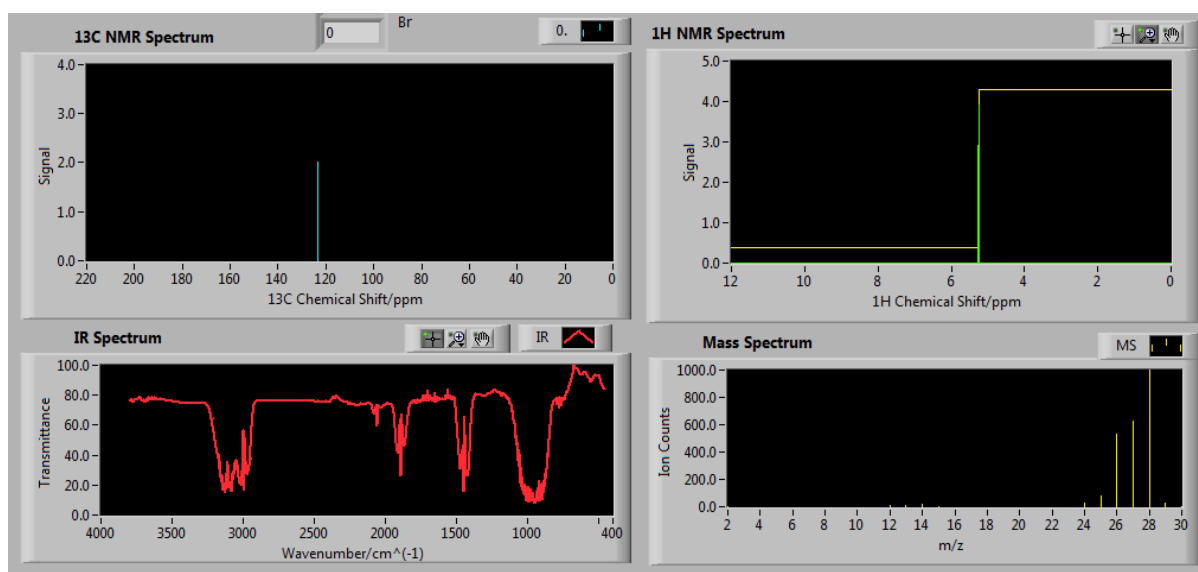 13C NMR Spectrum
0
Br
0.
4.0
3.0
2.0
1.0
0.0
Signal
220 200 180 160 140 120 100 80 60 40 20 0
13C Chemical Shift/ppm
1H NMR Spectrum
5.0
4.0
3.0
2.0
1.0
0.0
Signal
12 10 8 6 4 2 0
1H Chemical Shift/ppm
IR Spectrum
IR
100.0
80.0
60.0
40.0
20.0
0.0
Transmittance
4000 3500 3000 2500 2000 1500 1000 400
Wavenumber/cm^(-1)
Mass Spectrum
MS
1000.0
800.0
600.0
400.0
200.0
0.0
Ion Counts
2 4 6 8 10 12 14 16 18 20 22 24 26 28 30
m/z